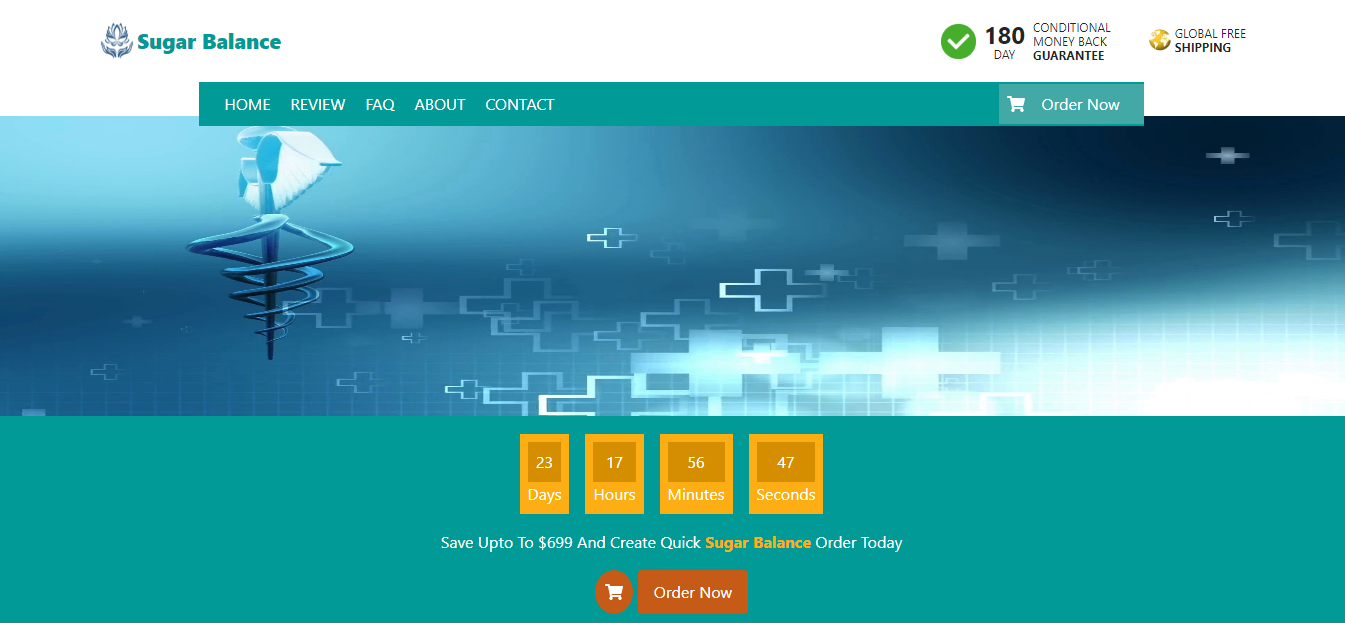 Sugar Balance
180
DAY
CONDITIONAL
MONEY BACK
GUARANTEE
GLOBAL FREE
SHIPPING
HOME REVIEW FAQ ABOUT CONTACT Order Now
23 17 56 47
Days Hours Minutes Seconds
Save Upto To $699 And Create Quick Sugar Balance Order Today
Order Now